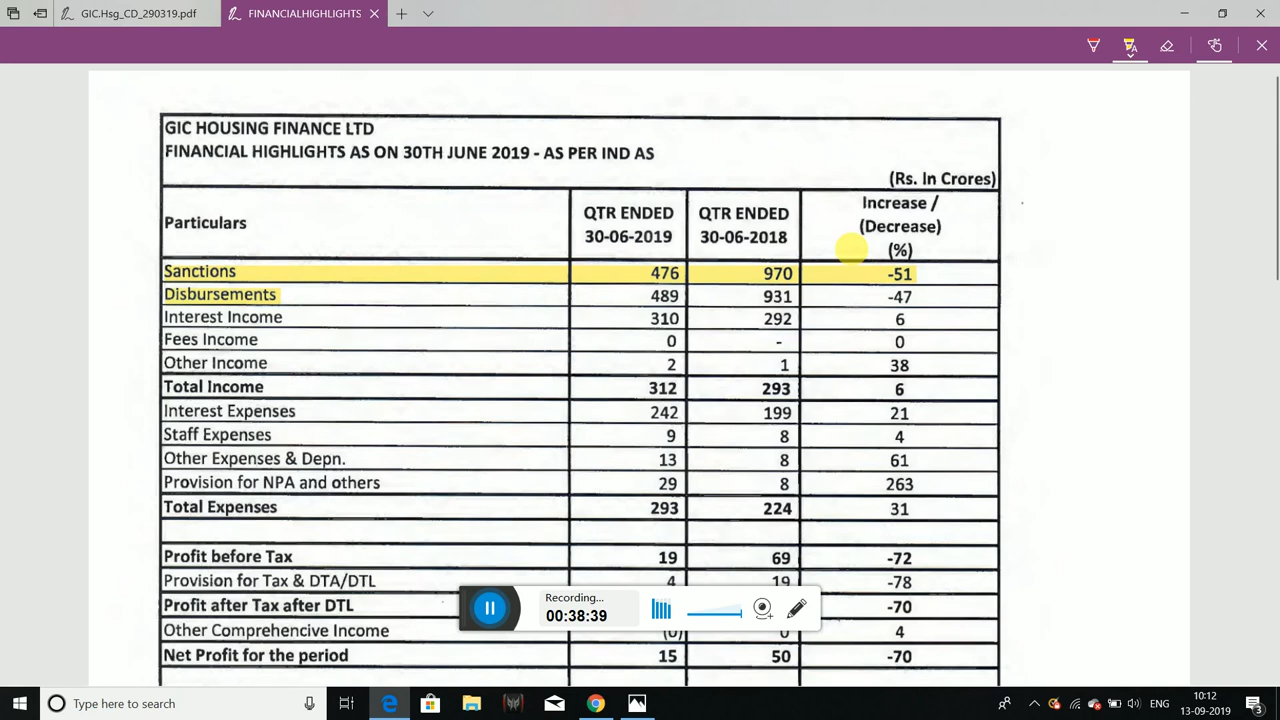 GIC.Hsg_CD_290319.pdf FINANCIALHIGHLIGHTS
GIC HOUSING FINANCE LTD
FINANCIAL HIGHLIGHTS AS ON 30TH JUNE 2019 - AS PER IND AS
(Rs. In Crores)
Particulars QTR ENDED 30-06-2019 QTR ENDED 30-06-2018 Increase / (Decrease) (%)
Sanctions 476 970 -51
Disbursements 489 931 -47
Interest Income 310 292 6
Fees Income 0 - 0
Other Income 2 1 38
Total Income 312 293 6
Interest Expenses 242 199 21
Staff Expenses 9 8 4
Other Expenses & Depn. 13 8 61
Provision for NPA and others 29 8 263
Total Expenses 293 224 31
Profit before Tax 19 69 -72
Provision for Tax & DTA/DTL 4 19 -78
Profit after Tax after DTL -70
Other Comprehencive Income (0) 0 4
Net Profit for the period 15 50 -70
Recording...
00:38:39
Type here to search
ENG
10:12
13-09-2019
3